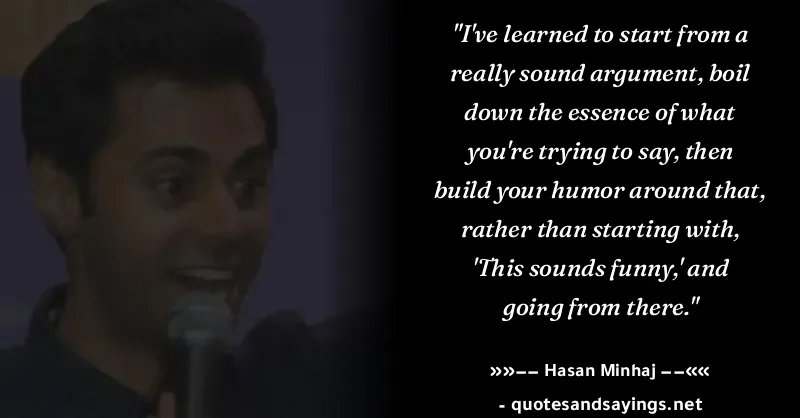 "I've learned to start from a
really sound argument, boil
down the essence of what
you're trying to say, then
build your humor around that,
rather than starting with,
'This sounds funny,' and
going from there."
»»−− Hasan Minhaj −−««
- quotesandsayings.net